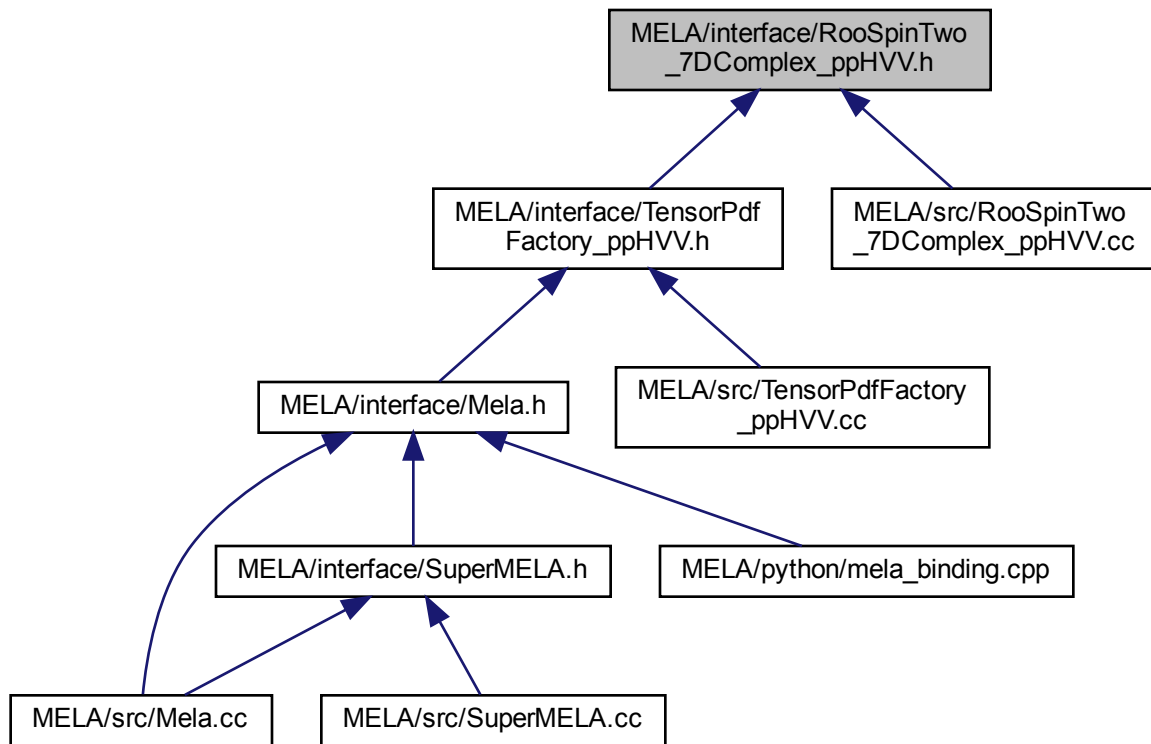 MELA/interface/RooSpinTwo
_7DComplex_ppHVV.h
MELA/interface/TensorPdf
Factory_ppHVV.h
MELA/src/RooSpinTwo
_7DComplex_ppHVV.cc
MELA/interface/Mela.h
MELA/src/TensorPdfFactory
_ppHVV.cc
MELA/interface/SuperMELA.h
MELA/python/mela_binding.cpp
MELA/src/Mela.cc
MELA/src/SuperMELA.cc